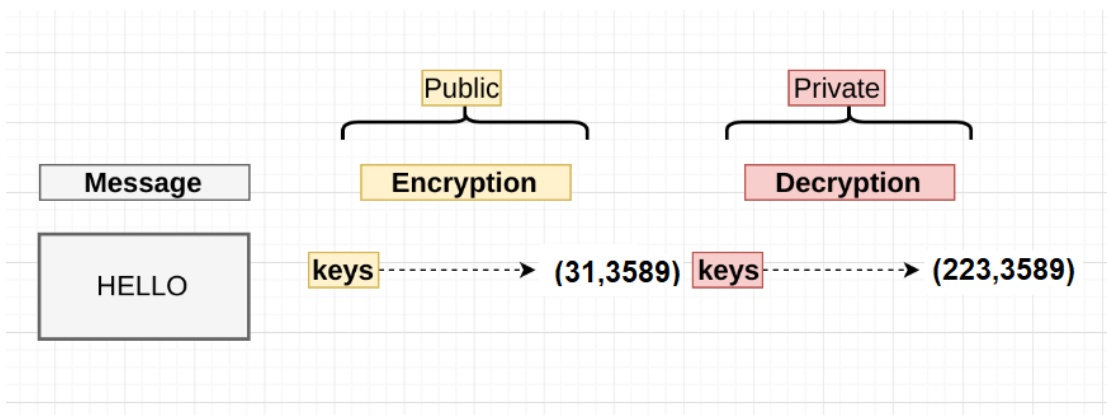 Public
Private
Message
Encryption
Decryption
HELLO
keys
(31,3589)
keys
(223,3589)